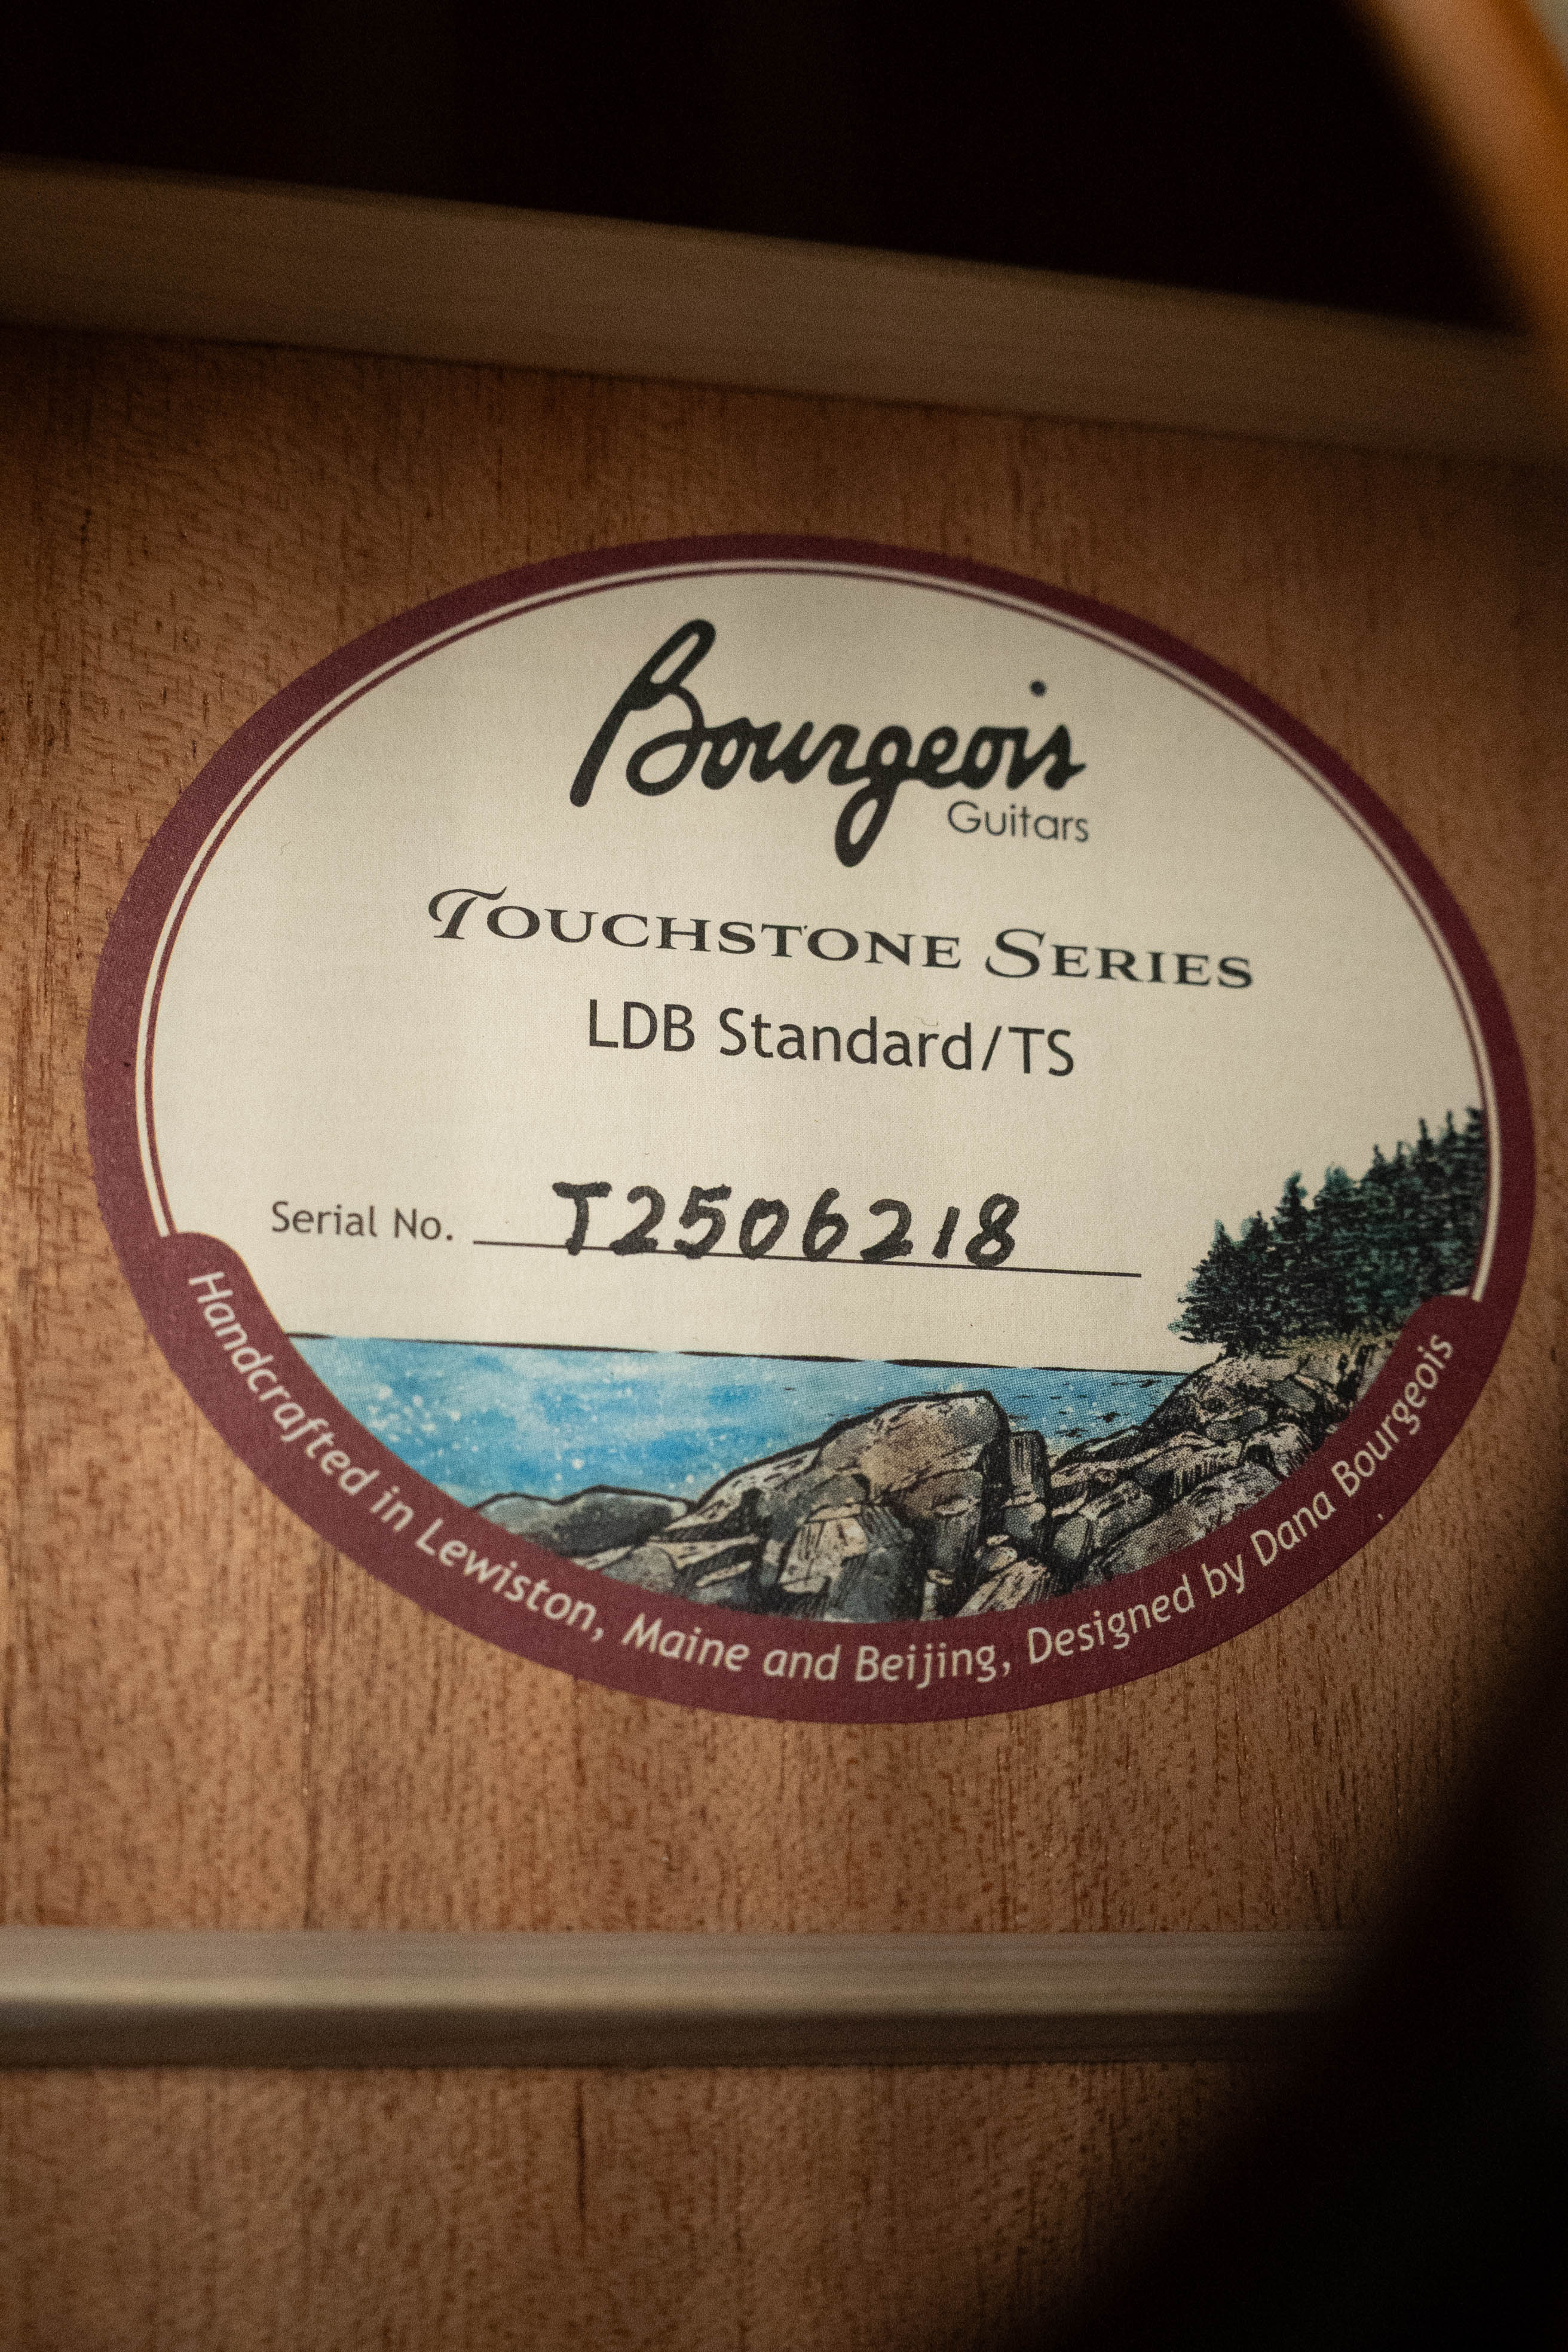 Bourgeois
Guitars
Touchstone Series
LDB Standard/TS
Serial No. T2506218
Handcrafted in Lewiston, Maine and Beijing, Designed by Dana Bourgeois